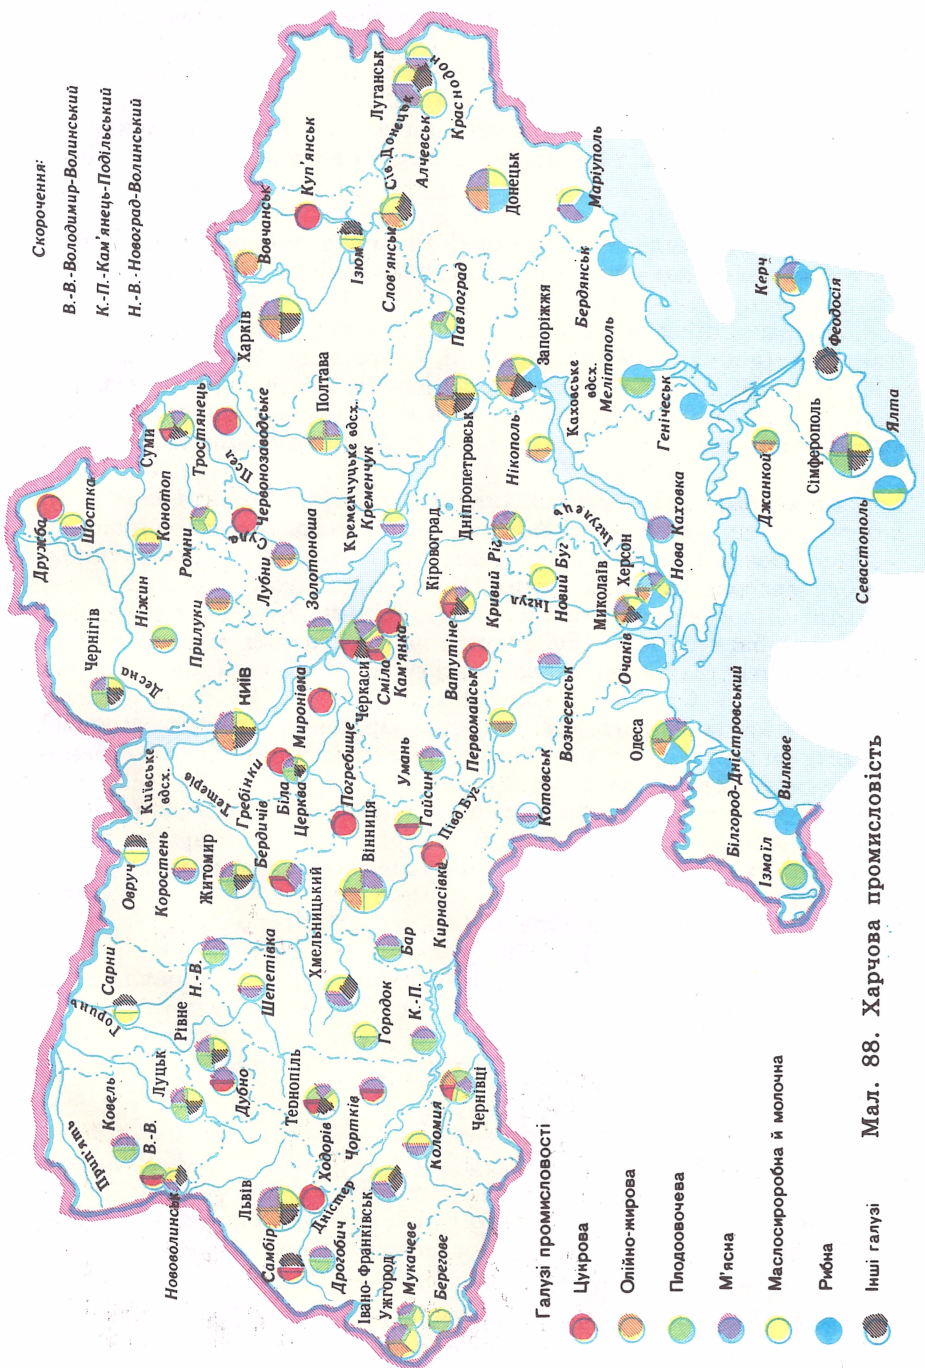 Скорочення:
В.-В.-Володимир-Волинський
К.-П.-Кам'янець-Подільський
Н.-В.-Новоград-Волинський
Прип'ять
Ковель
В.-В.
Нововолинськ
Луцьк
Рівне
Дубно
Горинь
Сарни
Н.-В.
Шепетівка
Овруч
Коростень
Житомир
Бердичів
Київське
вдсх.
Тетерів
КИЇВ
Гребінки
Біла
Церква
Миронівка
Чернігів
Десна
Ніжин
Прилуки
Дружба
Шостка
Конотоп
Ромни
Суми
Тростянець
Червонозаводське
Псел
Сула
Лубни
Полтава
Золотоноша
Кременчуцьке вдсх.
Кременчук
Харків
Вовчанськ
Куп'янськ
Ізюм
Слов'янськ
Сів. Донецьк
Луганськ
Алчевськ
Краснодон
Донецьк
Маріуполь
Павлоград
Бердянськ
Запоріжжя
Каховське
вдсх.
Мелітополь
Генічеськ
Дніпропетровськ
Нікополь
Кривий Ріг
Інгулець
Кіровоград
Інгул
Новий Буг
Черкаси
Сміла
Кам'янка
Ватутіне
Первомайськ
Вознесенськ
Миколаїв
Херсон
Нова Каховка
Очаків
Одеса
Котовськ
Білгород-Дністровський
Вилкове
Ізмаїл
Погребище
Вінниця
Гайсин
Умань
Півд.Буг
Кирнасівка
Хмельницький
Бар
Городок
К.-П.
Тернопіль
Чортків
Ходорів
Дністер
Львів
Самбір
Дрогобич
Івано-Франківськ
Коломия
Чернівці
Ужгород
Мукачеве
Берегове
Джанкой
Сімферополь
Керч
Феодосія
Ялта
Севастополь
Галузі промисловості
Цукрова
Олійно-жирова
Плодоовочева
М'ясна
Маслосироробна й молочна
Рибна
Інші галузі
Мал. 88. Харчова промисловість